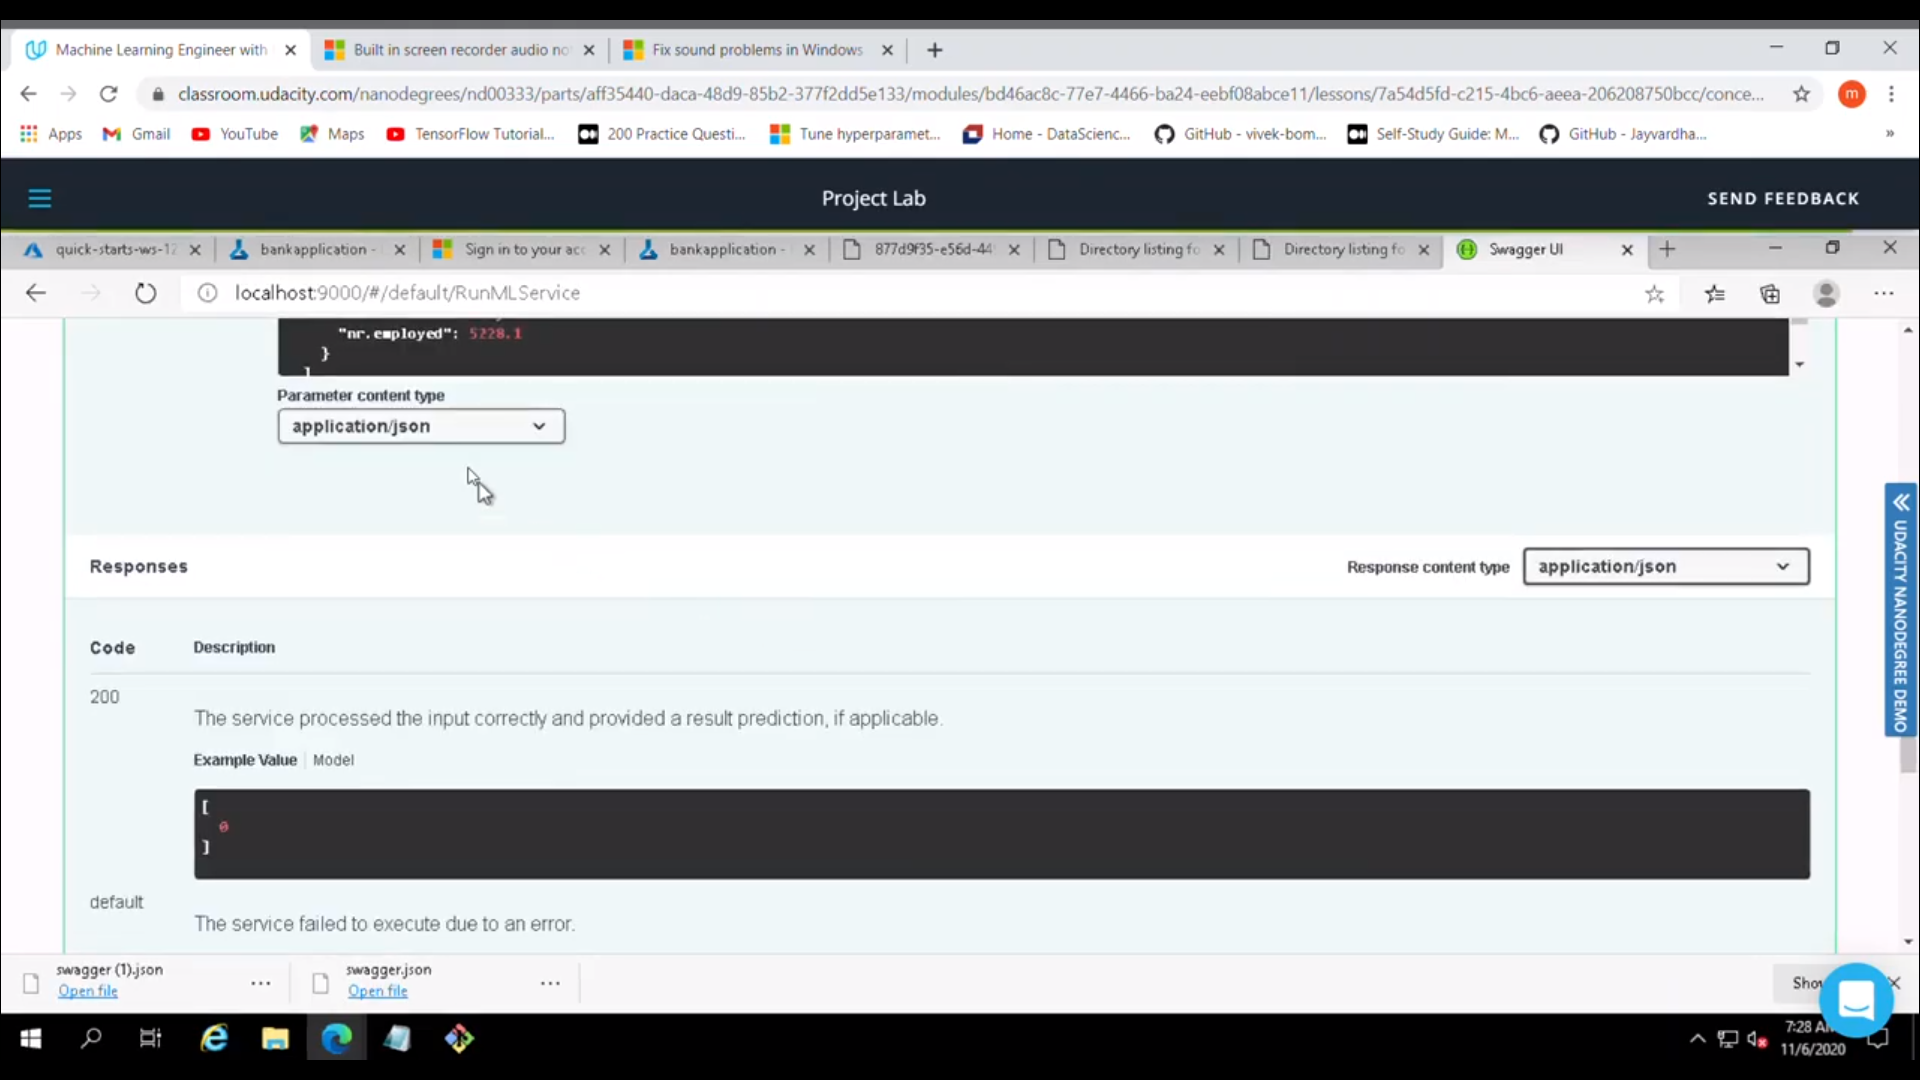 Machine Learning Engineer with
Built in screen recorder audio no
Fix sound problems in Windows
classroom.udacity.com/nanodegrees/nd00333/parts/aff35440-daca-48d9-85b2-377f2dd5e133/modules/bd46ac8c-77e7-4466-ba24-eebf08abce11/lessons/7a54d5fd-c215-4bc6-aeea-206208750bcc/conce...
m
Apps
Gmail
YouTube
Maps
TensorFlow Tutorial...
200 Practice Questi...
Tune hyperparamet...
Home - DataScienc...
GitHub - vivek-bom...
Self-Study Guide: M...
GitHub - Jayvardha...
Project Lab
SEND FEEDBACK
quick-starts-ws-12
bankapplication -
Sign in to your acc
bankapplication -
877d9f35-e56d-44
Directory listing fo
Directory listing fo
Swagger UI
localhost:9000/#/default/RunMLService
"nr.employed": 5228.1
}
]
Parameter content type
application/json
Responses
Response content type
application/json
Code
Description
200
The service processed the input correctly and provided a result prediction, if applicable.
Example Value
Model
[
0
]
default
The service failed to execute due to an error.
UDACITY NANODEGREE DEMO
swagger (1).json
Open file
swagger.json
Open file
7:28
11/6/2020